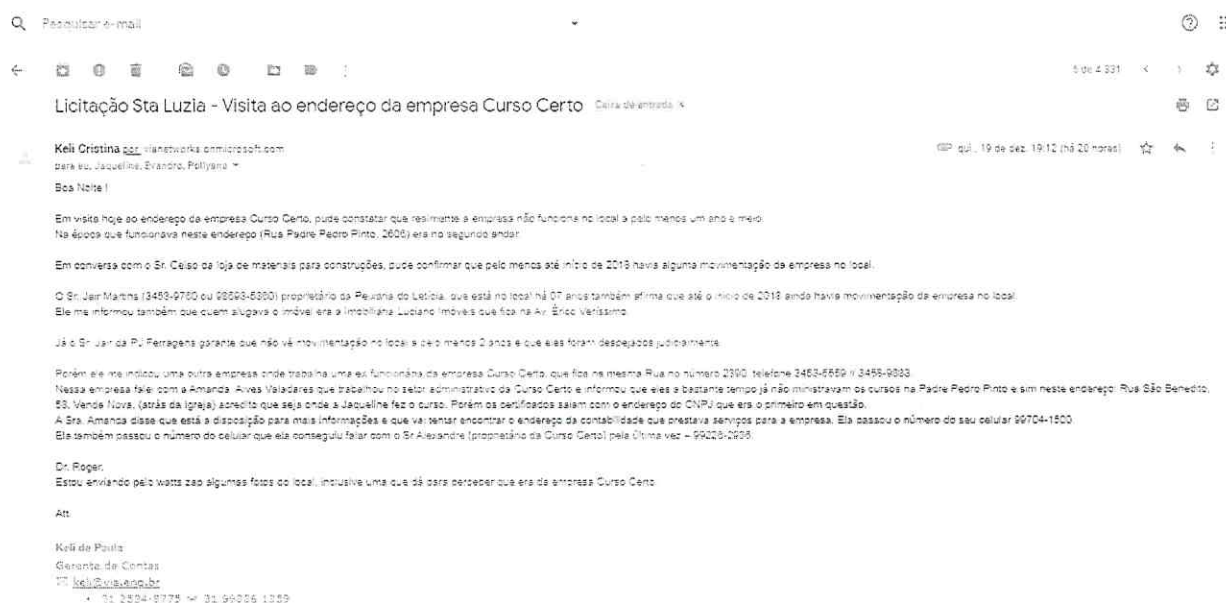 Pesquisar e-mail
5 de 4.331
Licitação Sta Luzia - Visita ao endereço da empresa Curso Certo Caixa de entrada x
Keli Cristina por vianetworks.onmicrosoft.com
qui., 19 de dez. 19:12 (há 20 horas)
para eu, Jaqueline, Evandro, Pollyana
Boa Noite !
Em visita hoje ao endereço da empresa Curso Certo, pude constatar que realmente a empresa não funciona no local a pelo menos um ano e meio.
Na época que funcionava neste endereço (Rua Padre Pedro Pinto, 2606) era no segundo andar.
Em conversa com o Sr. Celso da loja de materiais para construções, pude confirmar que pelo menos até início de 2018 havia alguma movimentação da empresa no local.
O Sr. Jair Martins (3453-9760 ou 98693-5380) proprietário da Peixaria do Leticia, que está no local há 07 anos também afirma que até o início de 2018 ainda havia movimentação da empresa no local.
Ele me informou também que quem alugava o imóvel era a Imobiliária Luciano Imóveis que fica na Av. Érico Veríssimo.
Já o Sr. Jair da PJ Ferragens garante que não vê movimentação no local a pelo menos 2 anos e que eles foram despejados judicialmente.
Porém ele me indicou uma outra empresa onde trabalha uma ex funcionária da empresa Curso Certo, que fica na mesma Rua no número 2390, telefone 3453-6559 // 3458-9883.
Nessa empresa falei com a Amanda Alves Valadares que trabalhou no setor administrativo da Curso Certo e informou que eles a bastante tempo já não ministravam os cursos na Padre Pedro Pinto e sim neste endereço: Rua São Benedito,
53, Venda Nova, (atrás da Igreja) acredito que seja onde a Jaqueline fez o curso. Porém os certificados saiam com o endereço do CNPJ que era o primeiro em questão.
A Sra. Amanda disse que está a disposição para mais informações e que vai tentar encontrar o endereço da contabilidade que prestava serviços para a empresa. Ela passou o número do seu celular 99704-1500.
Ela também passou o número do celular que ela conseguiu falar com o Sr Alexandre (proprietário da Curso Certo) pela última vez – 99226-2936.
Dr. Roger,
Estou enviando pelo watts zap algumas fotos do local, inclusive uma que dá para perceber que era da empresa Curso Certo.
Att.
Keli de Paula
Gerente de Contas
keli@via.eng.br